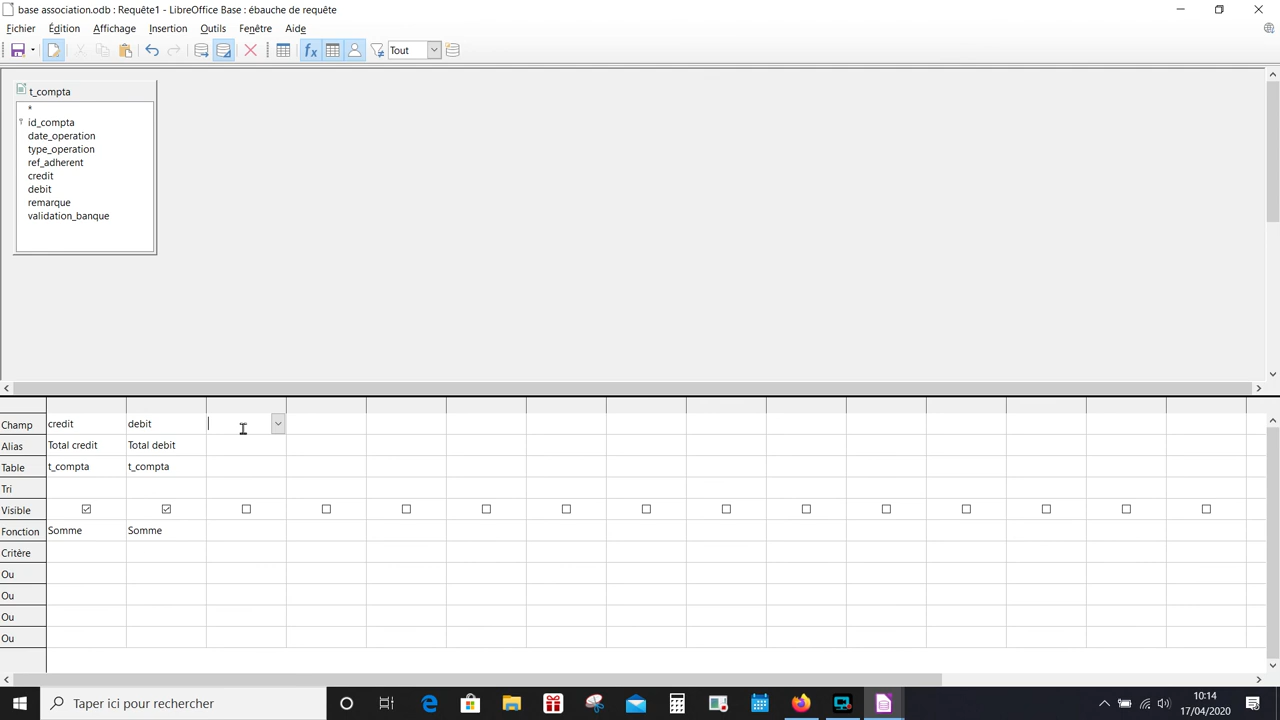 base association.odb : Requête1 - LibreOffice Base : ébauche de requête
Fichier Édition Affichage Insertion Outils Fenêtre Aide
Tout
t_compta
*
id_compta
date_operation
type_operation
ref_adherent
credit
debit
remarque
validation_banque
Champ credit debit
Alias Total credit Total debit
Table t_compta t_compta
Tri
Visible
Fonction Somme Somme
Critère
Ou
Ou
Ou
Ou
Taper ici pour rechercher
10:14
17/04/2020